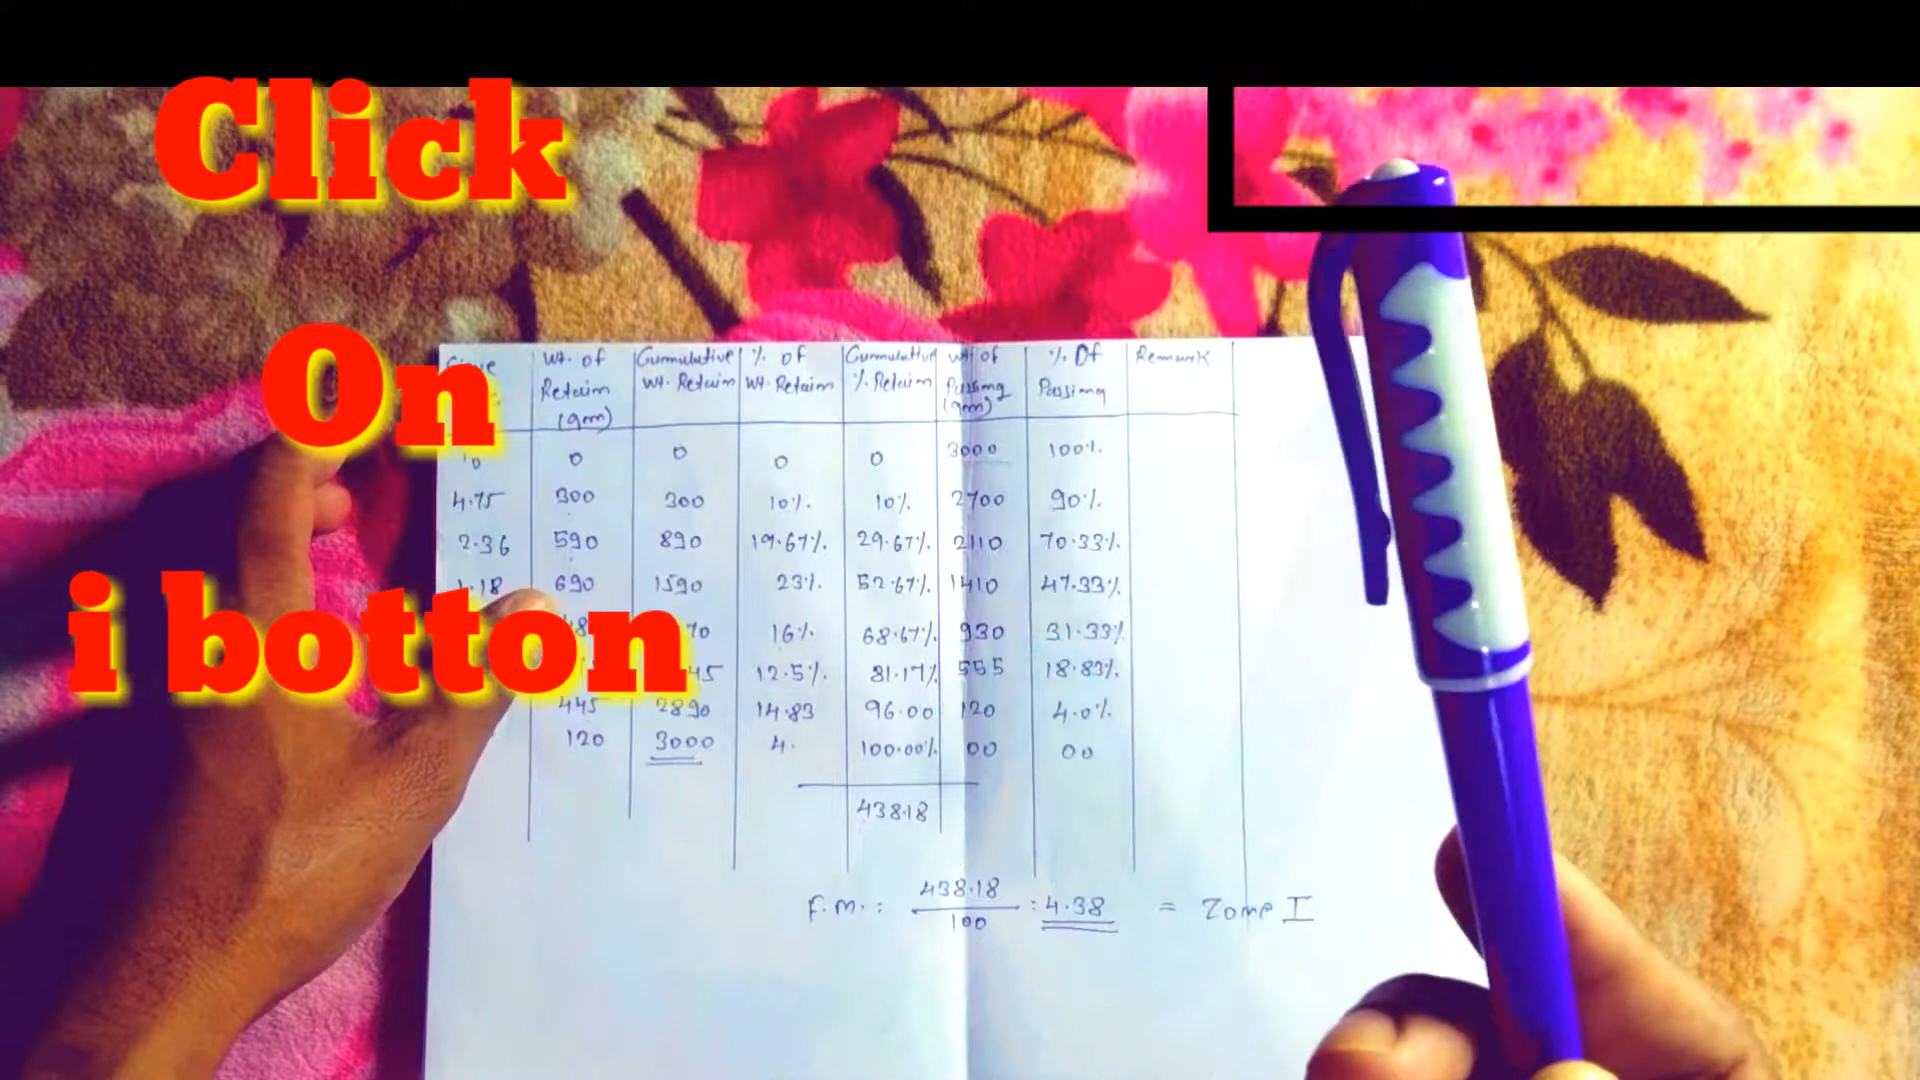 Click
On
i botton
Wt. of Retain (gm) Cummulative Wt. Retain % Of Wt. Retain Cummulative % Retain Wt of Passing (gm) % Of Passing Remark
0 0 0 0 3000 100%
4.75 300 300 10% 10% 2700 90%
2.36 590 890 19.67% 29.67% 2110 70.33%
690 1590 23% 52.67% 1410 47.33%
16% 68.67% 930 31.33%
12.5% 81.17% 555 18.83%
445 2890 14.83 96.00 120 4.0%
120 3000 4. 100.00% 00 00
438.18
F.M. : 438.18 / 100 : 4.38 = Zone I